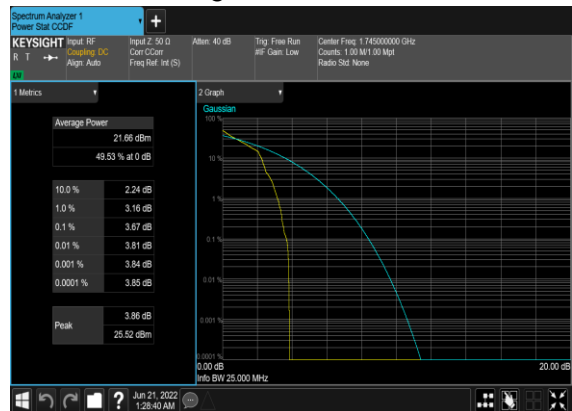 Spectrum Analyzer 1
Power Stat CCDF
KEYSIGHT
R T
Input: RF
Coupling: DC
Align: Auto
Input Z: 50 Ω
Corr CCorr
Freq Ref: Int (S)
Atten: 40 dB
Trig: Free Run
#IF Gain: Low
Center Freq: 1.745000000 GHz
Counts: 1.00 M/1.00 Mpt
Radio Std: None
1 Metrics
Average Power
21.66 dBm
49.53 % at 0 dB
10.0 % 2.24 dB
1.0 % 3.16 dB
0.1 % 3.67 dB
0.01 % 3.81 dB
0.001 % 3.84 dB
0.0001 % 3.85 dB
Peak
3.86 dB
25.52 dBm
2 Graph
Gaussian
100 %
10 %
1 %
0.1 %
0.01 %
0.001 %
0.0001 %
0.00 dB
20.00 dB
Info BW 25.000 MHz
Jun 21, 2022
1:28:40 AM